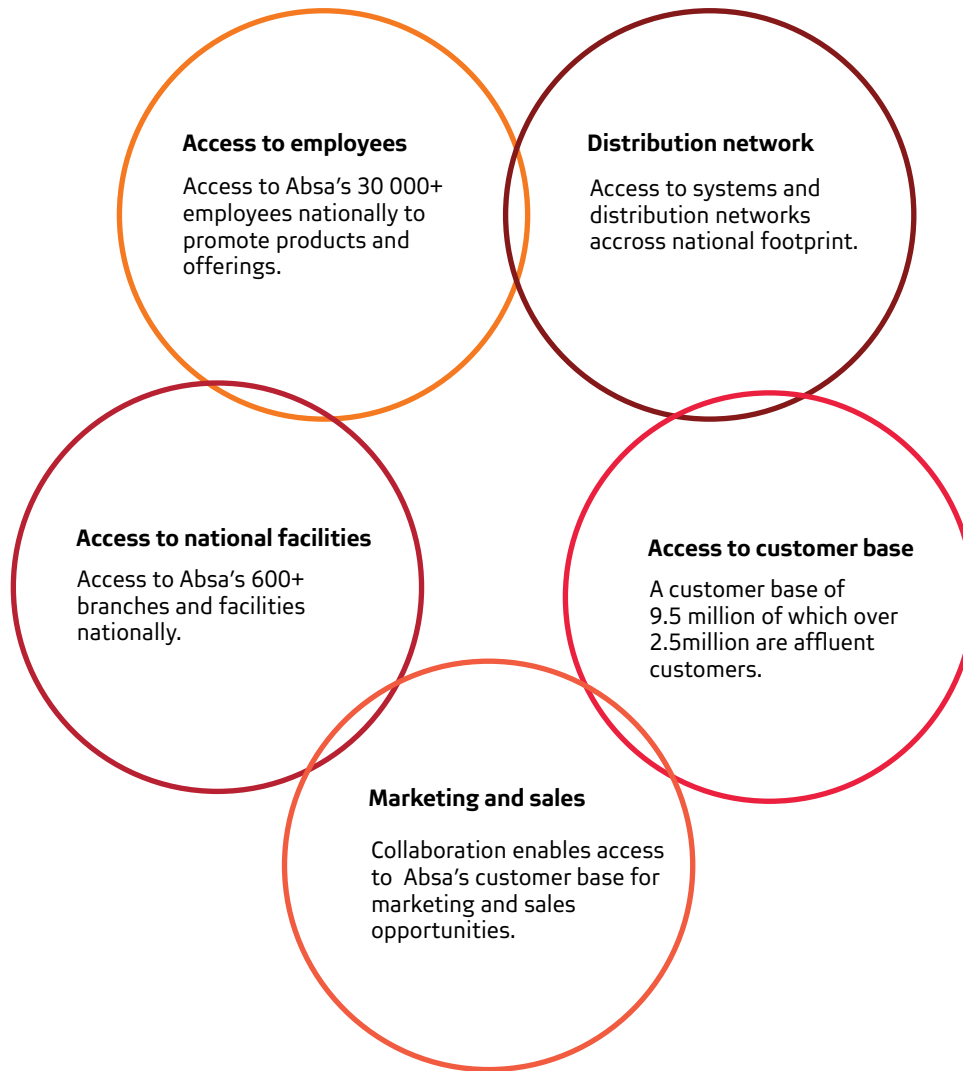 Access to employees
Access to Absa's 30 000+
employees nationally to
promote products and
offerings.
Distribution network
Access to systems and
distribution networks
accross national footprint.
Access to national facilities
Access to Absa's 600+
branches and facilities
nationally.
Access to customer base
A customer base of
9.5 million of which over
2.5million are affluent
customers.
Marketing and sales
Collaboration enables access
to  Absa's customer base for
marketing and sales
opportunities.